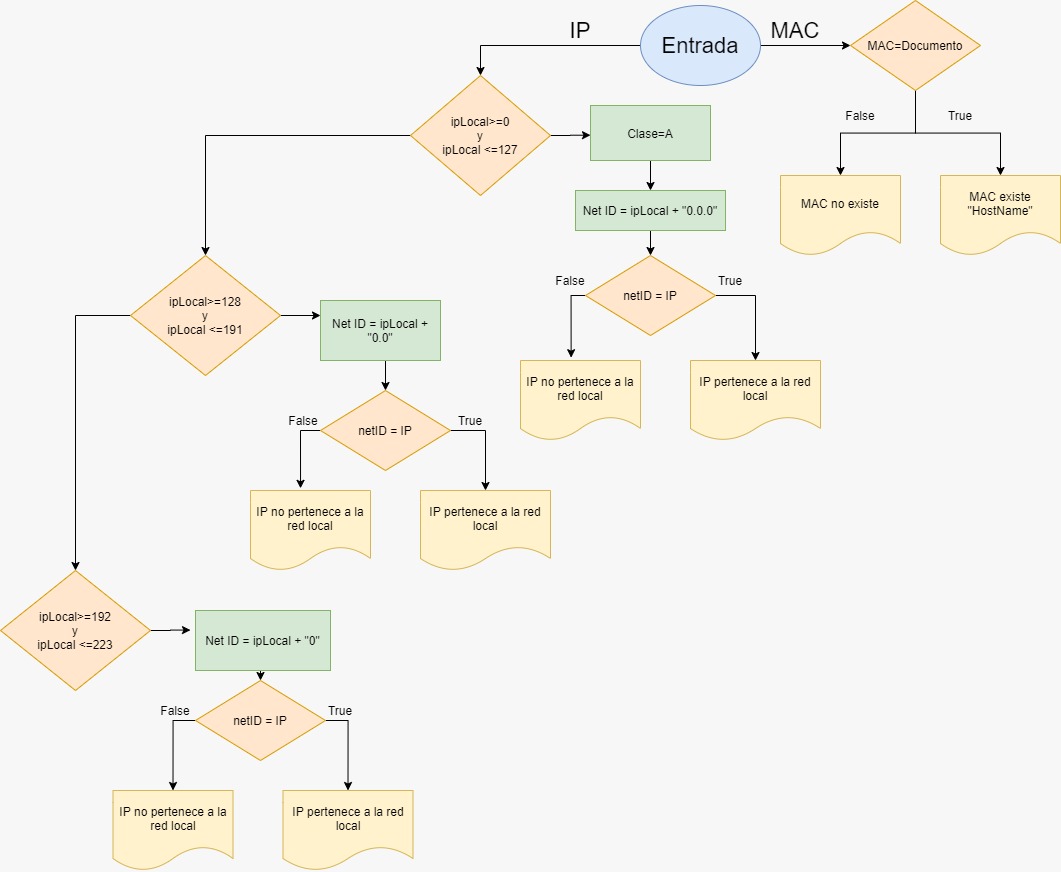 IP
Entrada
MAC
MAC=Documento
False
True
MAC no existe
MAC existe
"HostName"
ipLocal>=0
y
ipLocal <=127
Clase=A
Net ID = ipLocal + "0.0.0"
False
netID = IP
True
IP no pertenece a la
red local
IP pertenece a la red
local
ipLocal>=128
y
ipLocal <=191
Net ID = ipLocal +
"0.0"
False
netID = IP
True
IP no pertenece a la
red local
IP pertenece a la red
local
ipLocal>=192
y
ipLocal <=223
Net ID = ipLocal + "0"
False
netID = IP
True
IP no pertenece a la
red local
IP pertenece a la red
local